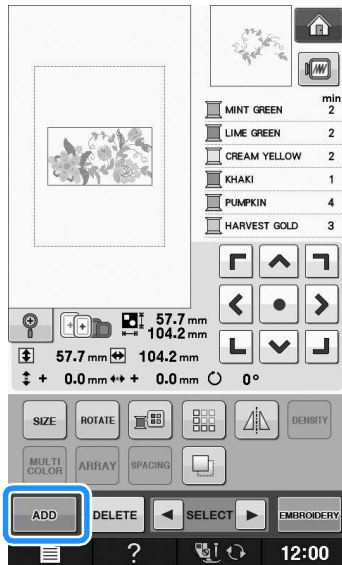 min
MINT GREEN 2
LIME GREEN 2
CREAM YELLOW 2
KHAKI 1
PUMPKIN 4
HARVEST GOLD 3
57.7 mm
104.2 mm
57.7 mm 104.2 mm
+ 0.0 mm + 0.0 mm 0°
SIZE ROTATE DENSITY
MULTI COLOR ARRAY SPACING
ADD DELETE SELECT EMBROIDERY
? 12:00